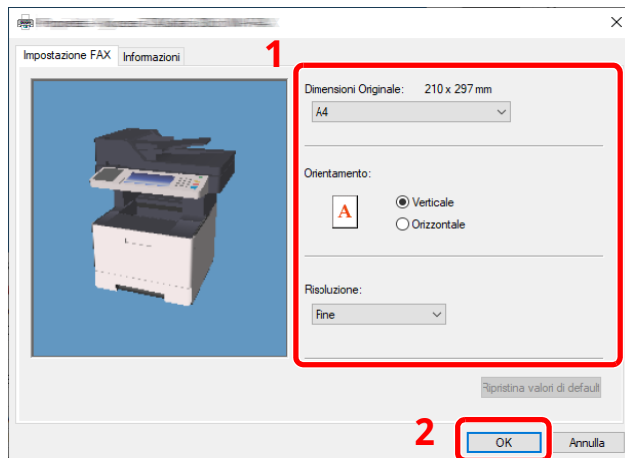 1
Impostazione FAX
Informazioni
Dimensioni Originale: 210 x 297 mm
A4
Orientamento:
A
Verticale
Orizzontale
Risoluzione:
Fine
Ripristina valori di default
2
OK
Annulla